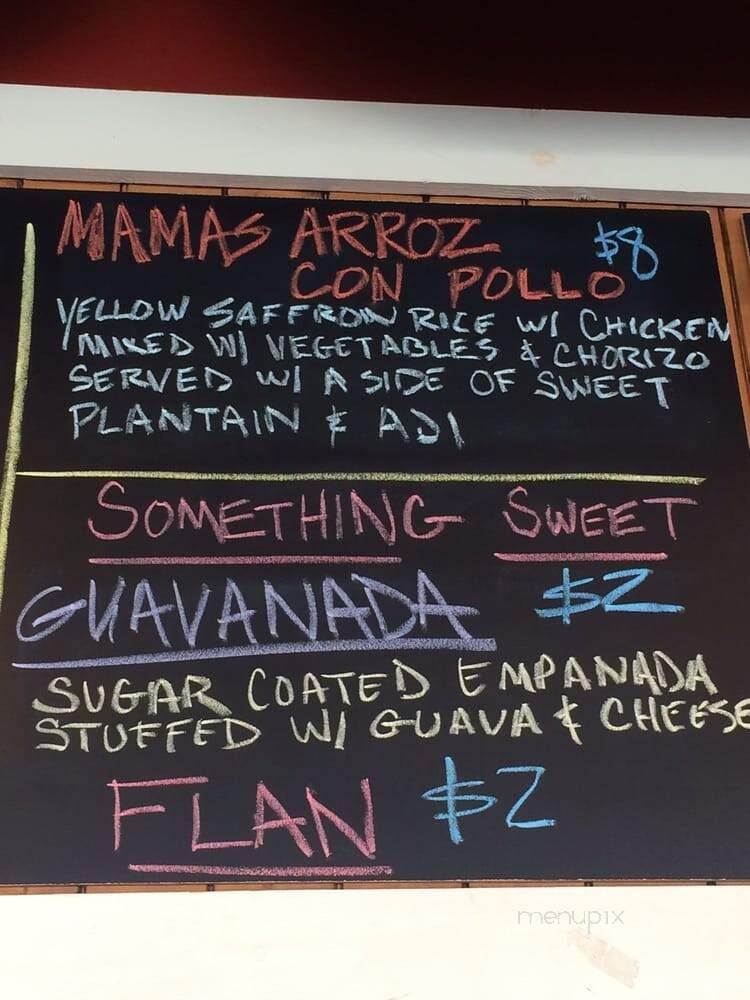 MAMAS ARROZ $8
CON POLLO
YELLOW SAFFRON RICE W/ CHICKEN
MIXED W/ VEGETABLES & CHORIZO
SERVED W/ A SIDE OF SWEET
PLANTAIN & AJI
SOMETHING SWEET
GUAVANADA $2
SUGAR COATED EMPANADA
STUFFED W/ GUAVA & CHEESE
FLAN $2
menupix